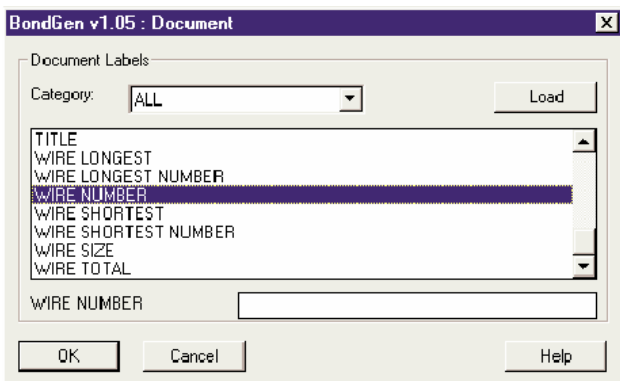 BondGen v1.05 : Document
Document Labels
Category:
ALL
Load
TITLE
WIRE LONGEST
WIRE LONGEST NUMBER
WIRE NUMBER
WIRE SHORTEST
WIRE SHORTEST NUMBER
WIRE SIZE
WIRE TOTAL
WIRE NUMBER
OK
Cancel
Help